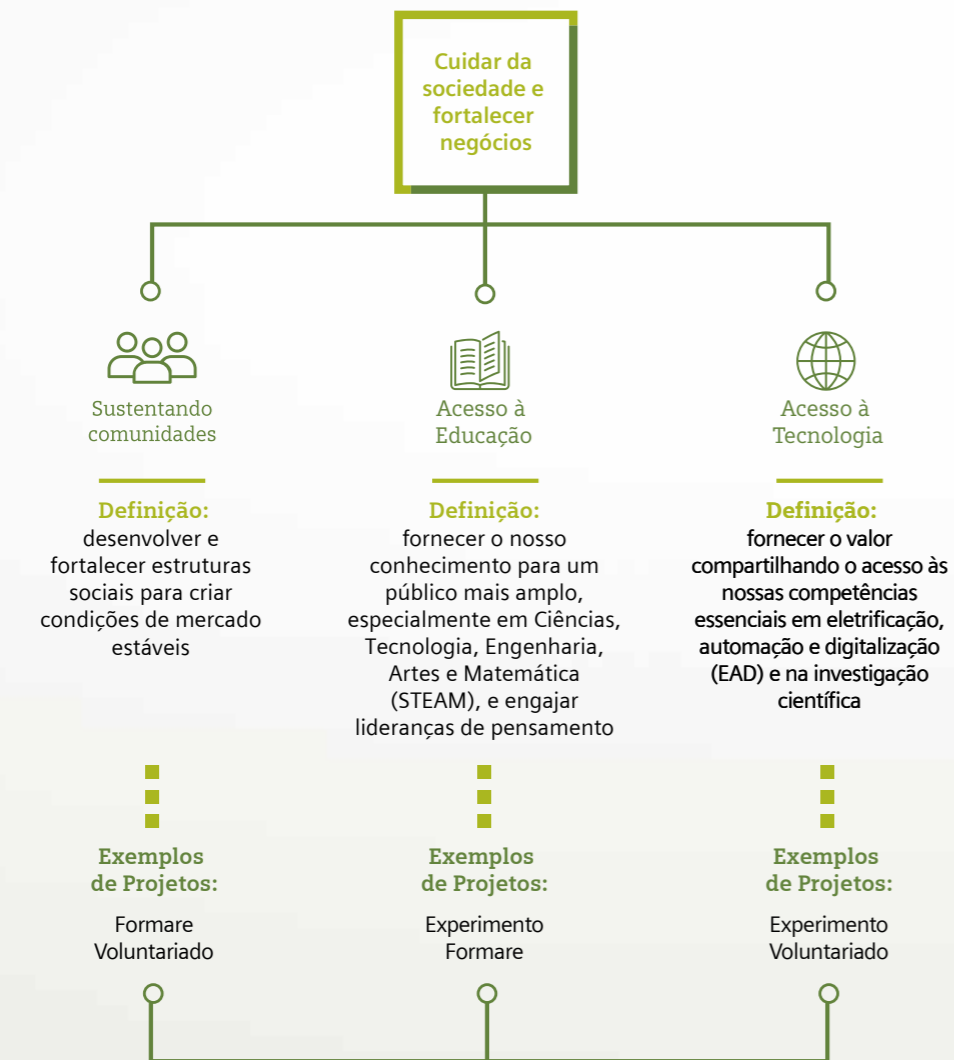 Cuidar da
sociedade e
fortalecer
negócios
Sustentando
comunidades
Definição:
desenvolver e
fortalecer estruturas
sociais para criar
condições de mercado
estáveis
Exemplos
de Projetos:
Formare
Voluntariado
Acesso à
Educação
Definição:
fornecer o nosso
conhecimento para um
público mais amplo,
especialmente em Ciências,
Tecnologia, Engenharia,
Artes e Matemática
(STEAM), e engajar
lideranças de pensamento
Exemplos
de Projetos:
Experimento
Formare
Acesso à
Tecnologia
Definição:
fornecer o valor
compartilhando o acesso às
nossas competências
essenciais em eletrificação,
automação e digitalização
(EAD) e na investigação
científica
Exemplos
de Projetos:
Experimento
Voluntariado